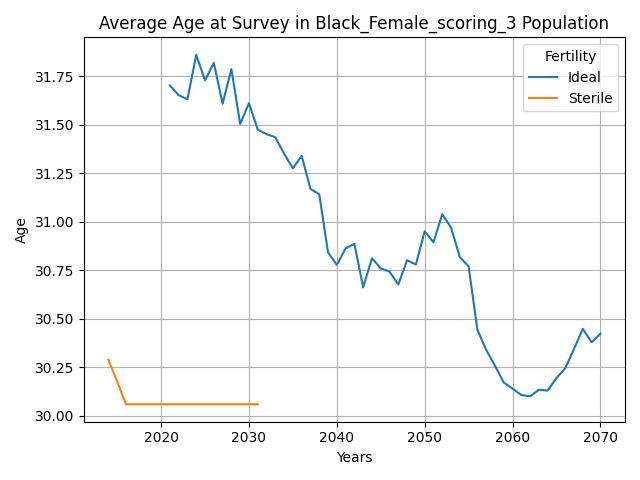 Average Age at Survey in Black_Female_scoring_3 Population
Fertility
Ideal
Sterile
Age
31.75
31.50
31.25
31.00
30.75
30.50
30.25
30.00
2020 2030 2040 2050 2060 2070
Years